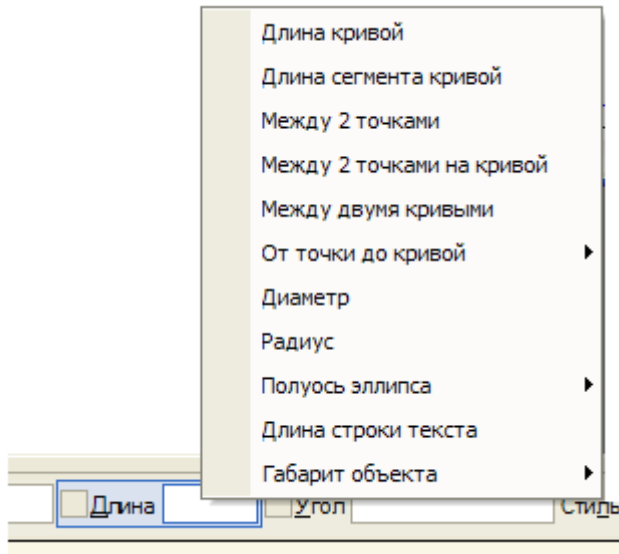 Длина кривой
Длина сегмента кривой
Между 2 точками
Между 2 точками на кривой
Между двумя кривыми
От точки до кривой
Диаметр
Радиус
Полуось эллипса
Длина строки текста
Габарит объекта
Длина Угол Стиль